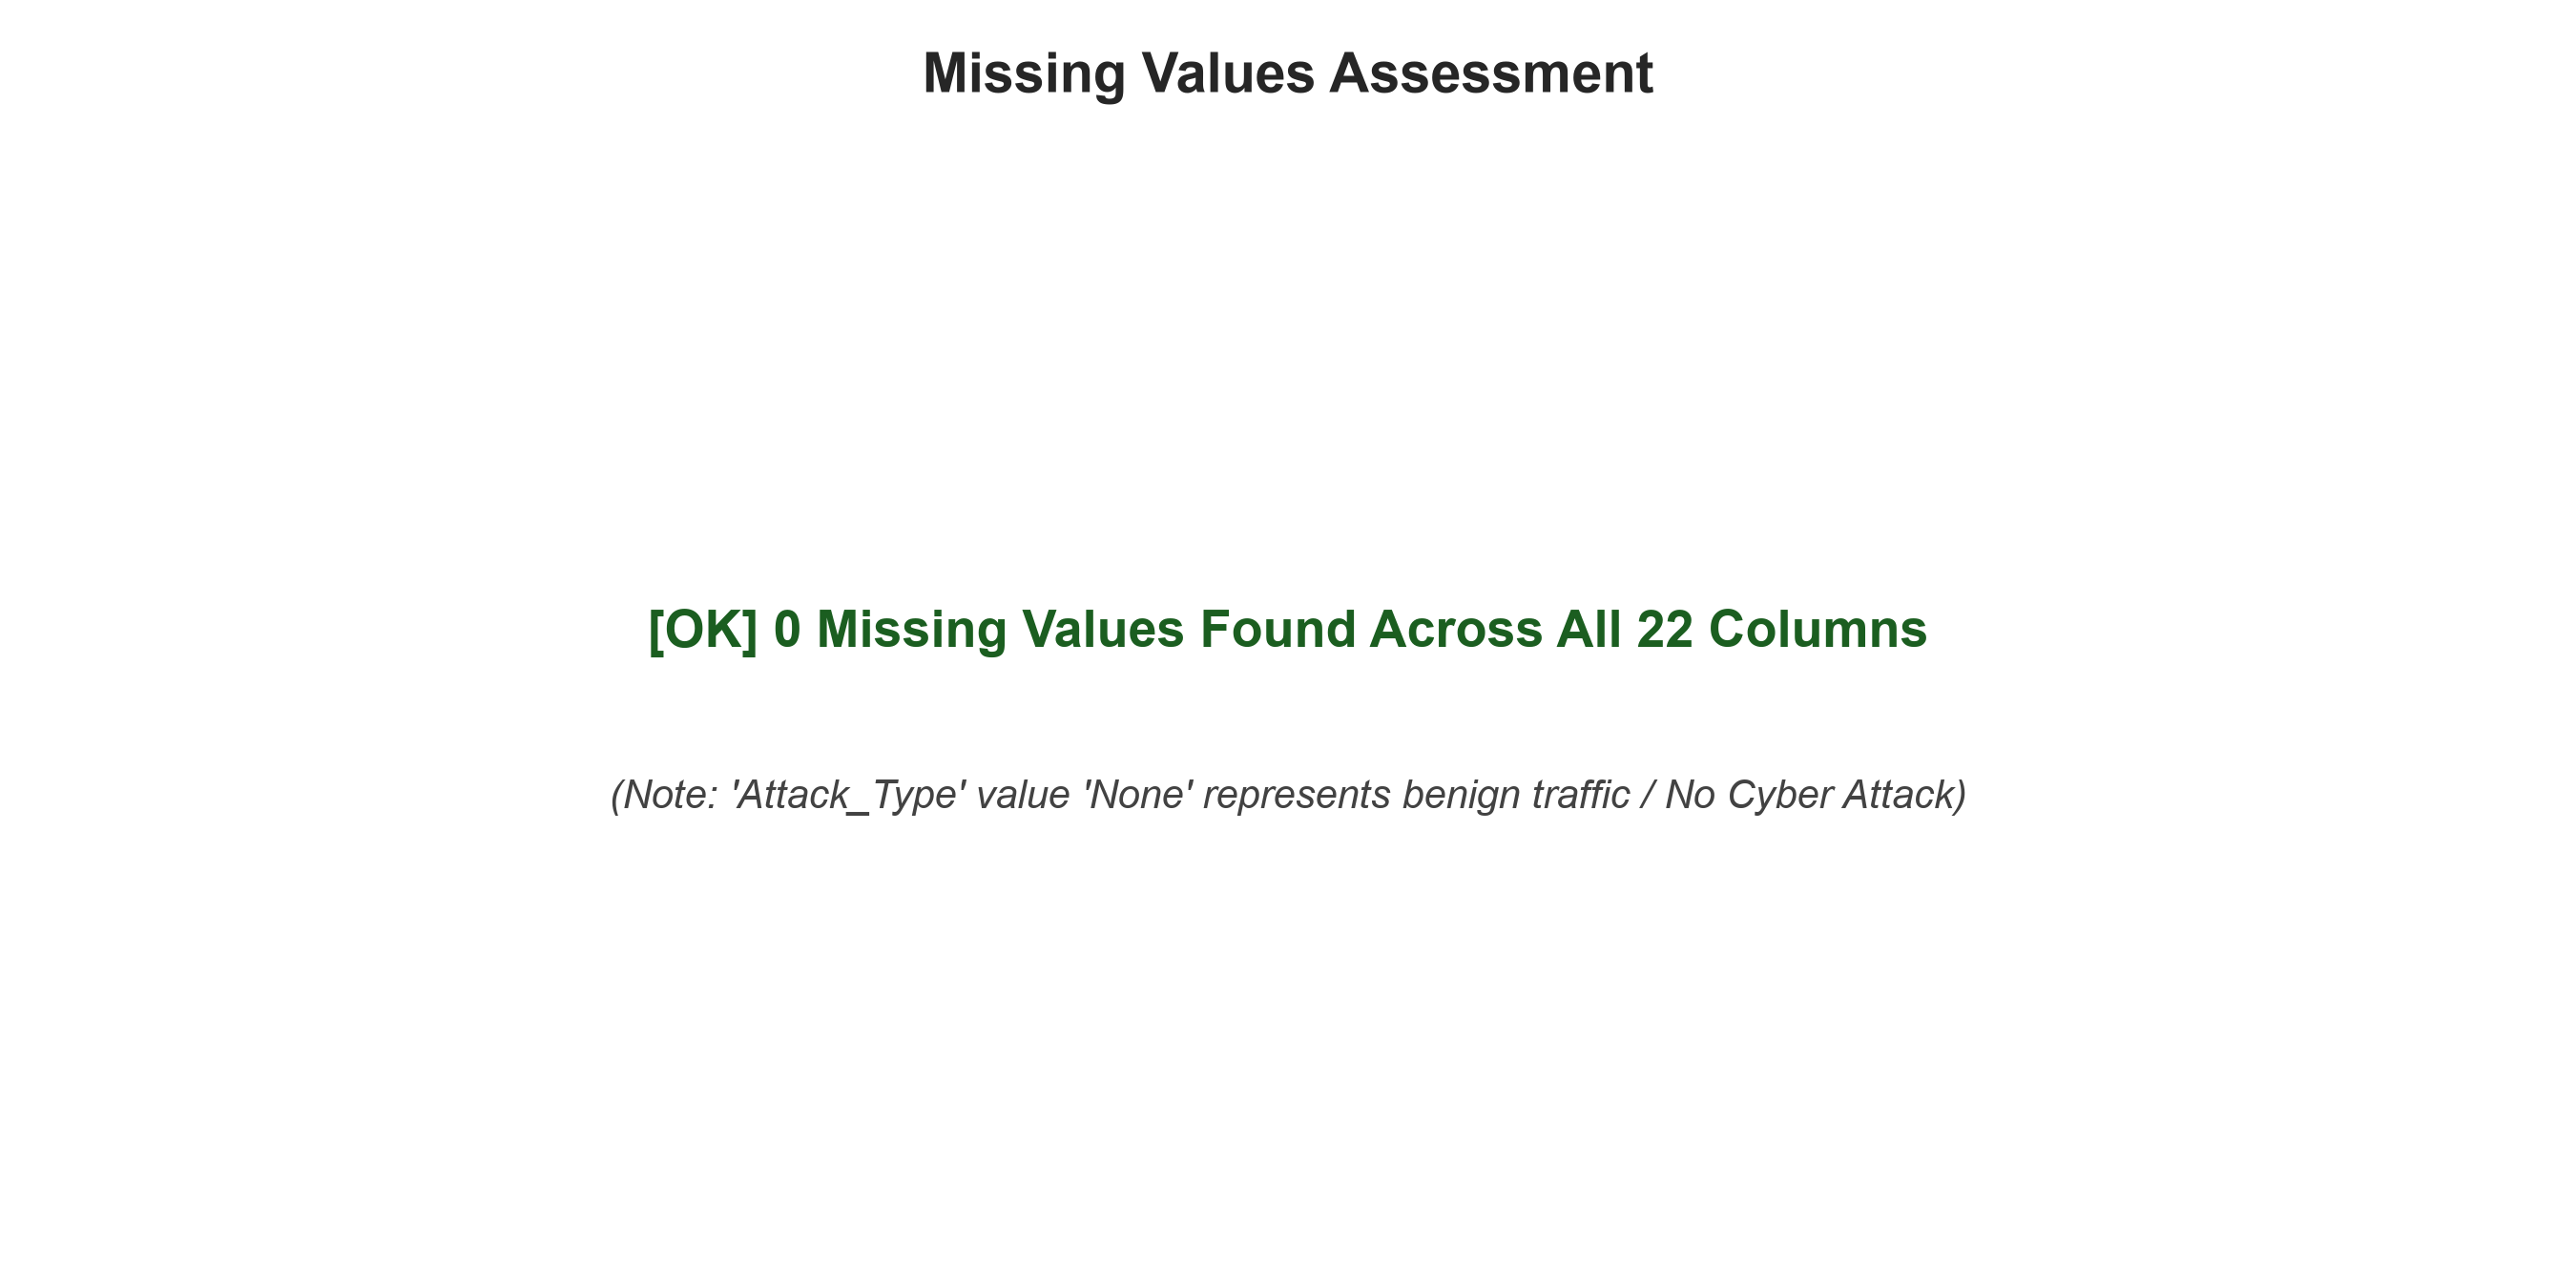 Missing Values Assessment
[OK] 0 Missing Values Found Across All 22 Columns
(Note: 'Attack_Type' value 'None' represents benign traffic / No Cyber Attack)